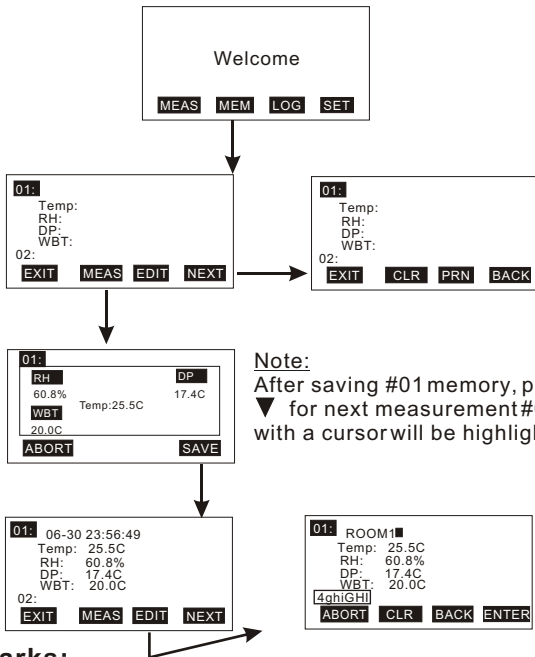 Welcome
MEAS MEM LOG SET
01:
Temp:
RH:
DP:
WBT:
02:
EXIT MEAS EDIT NEXT
01:
Temp:
RH:
DP:
WBT:
02:
EXIT CLR PRN BACK
01:
RH DP
60.8% 17.4C
Temp:25.5C
WBT
20.0C
ABORT SAVE
Note:
After saving #01 memory,
▼ for next measurement
with a cursor will be
01: 06-30 23:56:49
Temp: 25.5C
RH: 60.8%
DP: 17.4C
WBT: 20.0C
02:
EXIT MEAS EDIT NEXT
01: ROOM1
Temp: 25.5C
RH: 60.8%
DP: 17.4C
WBT: 20.0C
4ghiGHI
ABORT CLR BACK ENTER